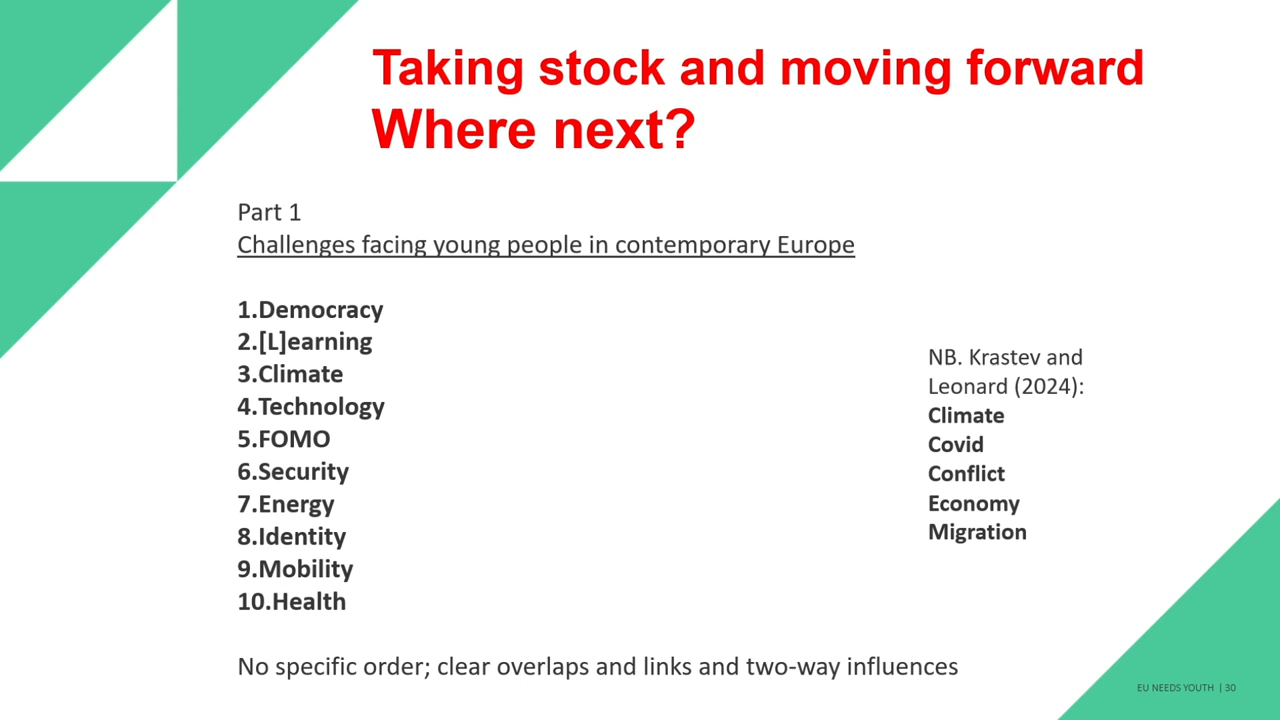 Taking stock and moving forward
Where next?
Part 1
Challenges facing young people in contemporary Europe
1.Democracy
2.[L]earning
3.Climate
4.Technology
5.FOMO
6.Security
7.Energy
8.Identity
9.Mobility
10.Health
NB. Krastev and
Leonard (2024):
Climate
Covid
Conflict
Economy
Migration
No specific order; clear overlaps and links and two-way influences
EU NEEDS YOUTH | 30